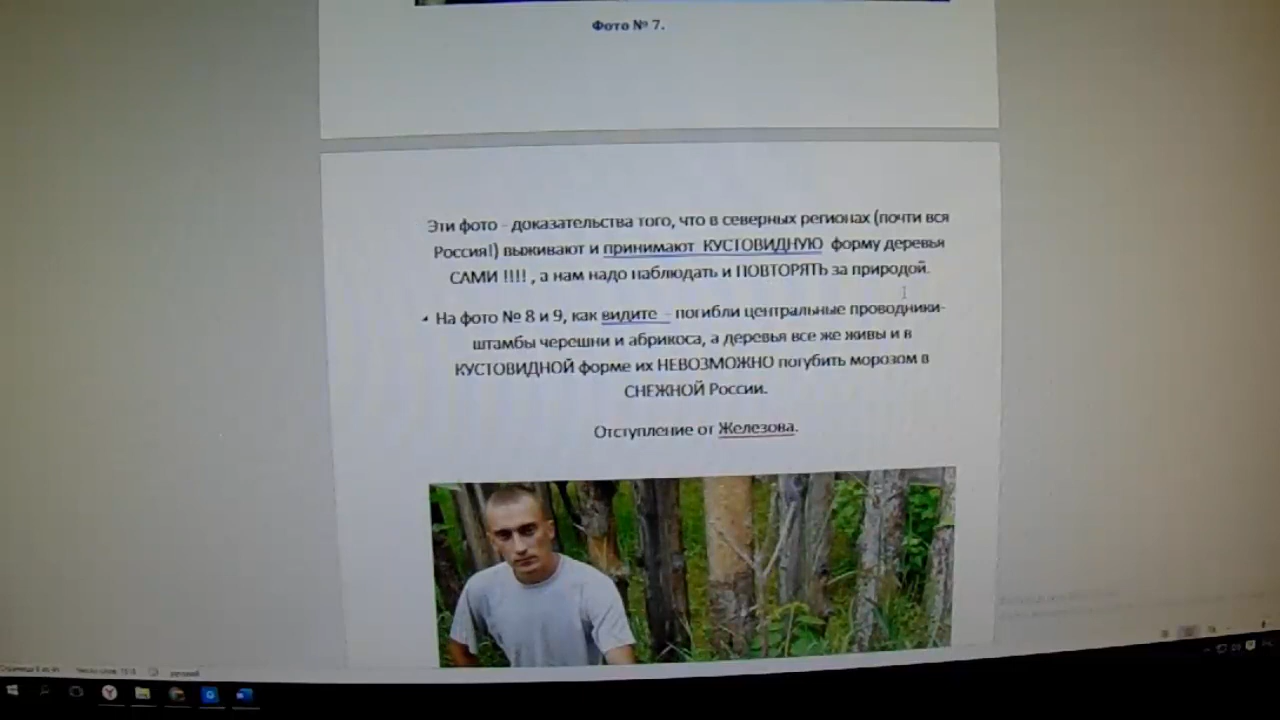 Фото № 7.
Эти фото - доказательства того, что в северных регионах (почти вся
Россия!) выживают и принимают КУСТОВИДНУЮ форму деревья
САМИ !!!! , а нам надо наблюдать и ПОВТОРЯТЬ за природой.
На фото № 8 и 9, как видите - погибли центральные проводники-
штамбы черешни и абрикоса, а деревья все же живы и в
КУСТОВИДНОЙ форме их НЕВОЗМОЖНО погубить морозом в
СНЕЖНОЙ России.
Отступление от Железова.
русский